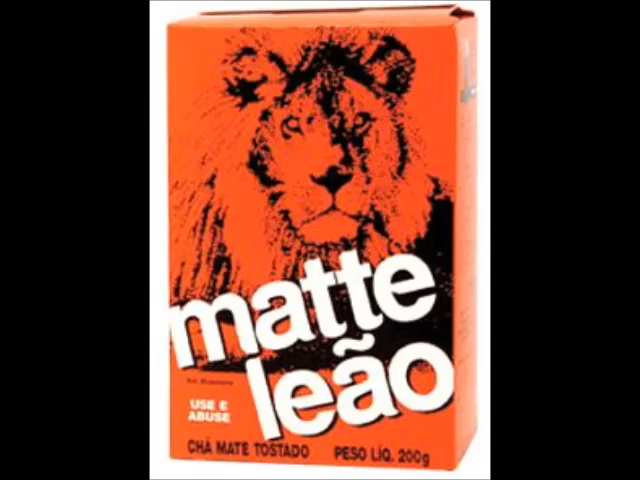 matte
leão
USE E
ABUSE
CHÁ MATE TOSTADO PESO LÍQ. 200g